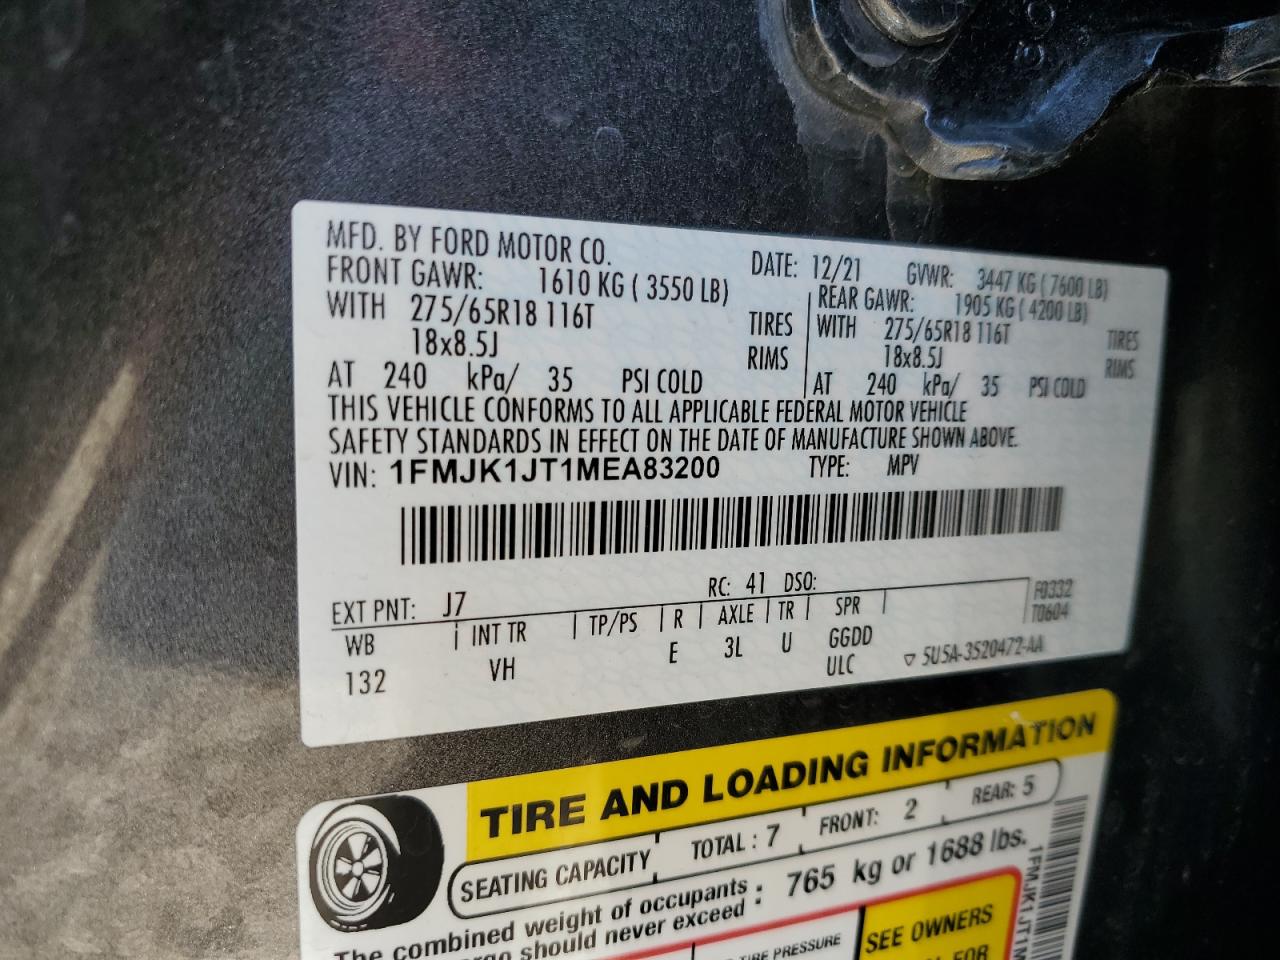 MFD. BY FORD MOTOR CO. DATE: 12/21 GVWR: 3447 KG ( 7600 LB)
FRONT GAWR: 1610 KG ( 3550 LB) REAR GAWR: 1905 KG ( 4200 LB)
WITH 275/65R18 116T TIRES WITH 275/65R18 116T TIRES
18x8.5J RIMS 18x8.5J RIMS
AT 240 kPa/ 35 PSI COLD AT 240 kPa/ 35 PSI COLD
THIS VEHICLE CONFORMS TO ALL APPLICABLE FEDERAL MOTOR VEHICLE
SAFETY STANDARDS IN EFFECT ON THE DATE OF MANUFACTURE SHOWN ABOVE.
VIN: 1FMJK1JT1MEA83200 TYPE: MPV
EXT PNT: J7 RC: 41 DSO: F0332
WB INT TR TP/PS R AXLE TR SPR T0604
132 VH E 3L U GGDD
ULC ▽ 5U5A-3520472-AA
TIRE AND LOADING INFORMATION
SEATING CAPACITY TOTAL : 7 FRONT: 2 REAR: 5
The combined weight of occupants : 765 kg or 1688 lbs.
should never exceed :
TIRE PRESSURE
SEE OWNERS
FOR
1FMJK1JT1M